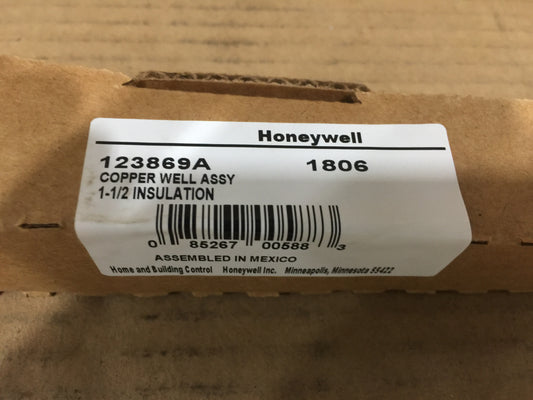 Honeywell
123869A 1806
COPPER WELL ASSY
1-1/2 INSULATION
0 85267 00588 3
ASSEMBLED IN MEXICO
Home and Building Control Honeywell Inc. Minneapolis, Minnesota 55422